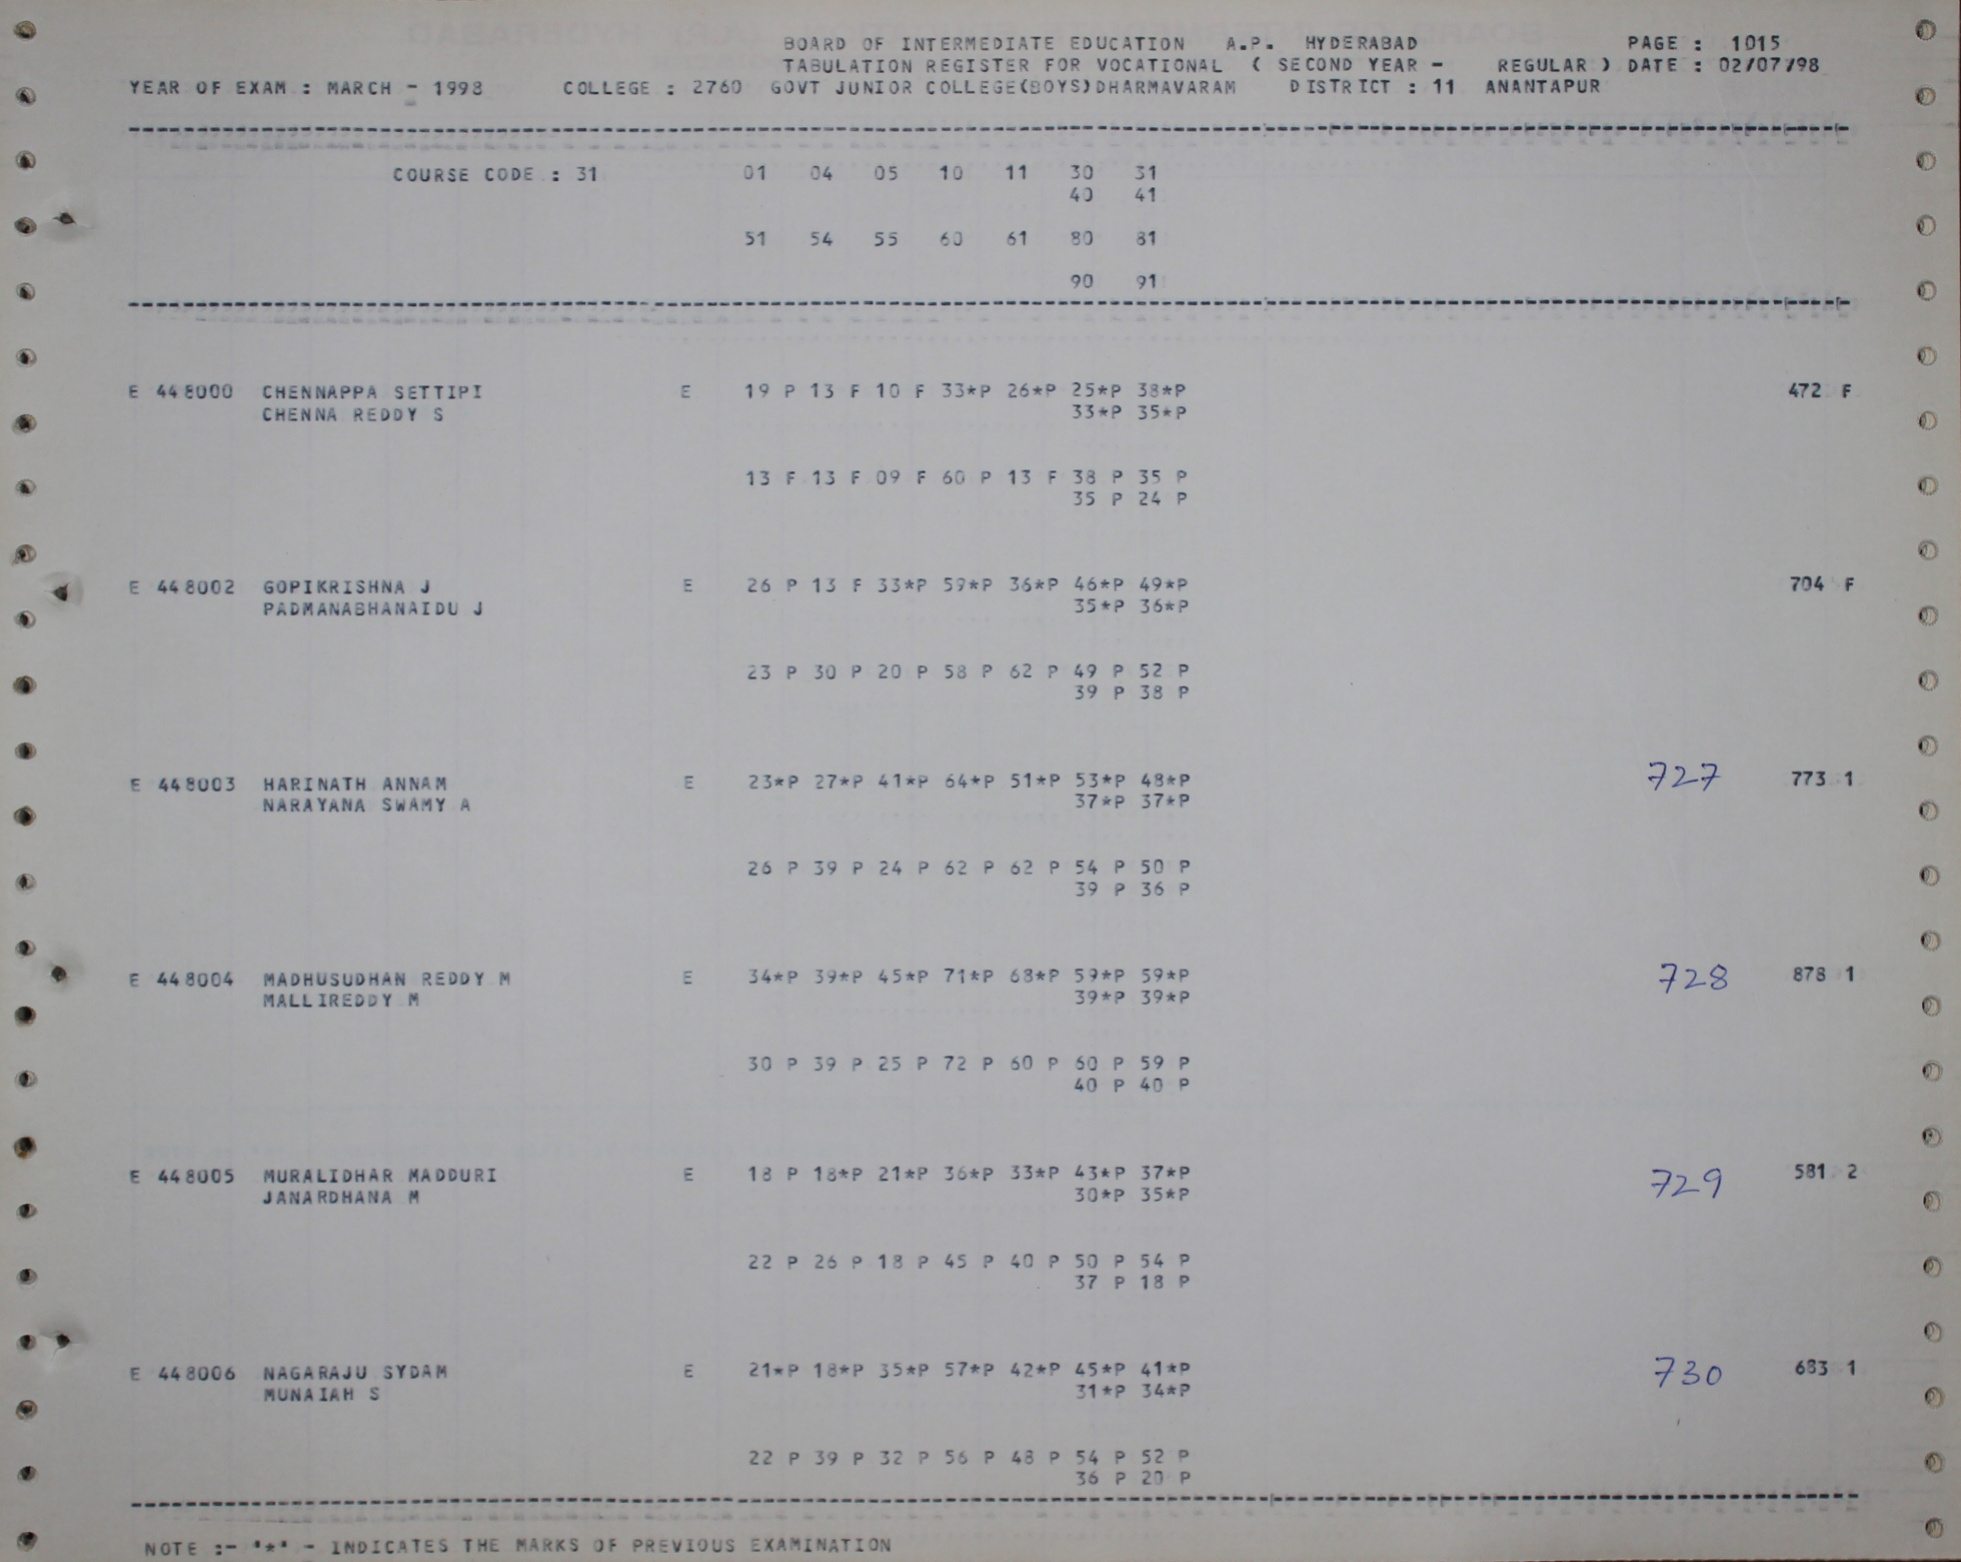 BOARD OF INTERMEDIATE EDUCATION A.P. HYDERABAD PAGE : 1015
TABULATION REGISTER FOR VOCATIONAL ( SECOND YEAR - REGULAR ) DATE : 02/07/98
YEAR OF EXAM : MARCH - 1998 COLLEGE : 2760 GOVT JUNIOR COLLEGE(BOYS)DHARMAVARAM DISTRICT : 11 ANANTAPUR
COURSE CODE : 31 01 04 05 10 11 30 31
40 41
51 54 55 60 61 80 81
90 91
E 448000 CHENNAPPA SETTIPI E 19 P 13 F 10 F 33*P 26*P 25*P 38*P 472 F
CHENNA REDDY S 33*P 35*P
13 F 13 F 09 F 60 P 13 F 38 P 35 P
35 P 24 P
E 448002 GOPIKRISHNA J E 26 P 13 F 33*P 59*P 36*P 46*P 49*P 704 F
PADMANABHANAIDU J 35*P 36*P
23 P 30 P 20 P 58 P 62 P 49 P 52 P
39 P 38 P
E 448003 HARINATH ANNAM E 23*P 27*P 41*P 64*P 51*P 53*P 48*P 727 773 1
NARAYANA SWAMY A 37*P 37*P
26 P 39 P 24 P 62 P 62 P 54 P 50 P
39 P 36 P
E 448004 MADHUSUDHAN REDDY M E 34*P 39*P 45*P 71*P 68*P 59*P 59*P 728 878 1
MALLIREDDY M 39*P 39*P
30 P 39 P 25 P 72 P 60 P 60 P 59 P
40 P 40 P
E 448005 MURALIDHAR MADDURI E 18 P 18*P 21*P 36*P 33*P 43*P 37*P 729 581 2
JANARDHANA M 30*P 35*P
22 P 26 P 18 P 45 P 40 P 50 P 54 P
37 P 18 P
E 448006 NAGARAJU SYDAM E 21*P 18*P 35*P 57*P 42*P 45*P 41*P 730 683 1
MUNAIAH S 31*P 34*P
22 P 39 P 32 P 56 P 48 P 54 P 52 P
36 P 20 P
NOTE :- '*' - INDICATES THE MARKS OF PREVIOUS EXAMINATION